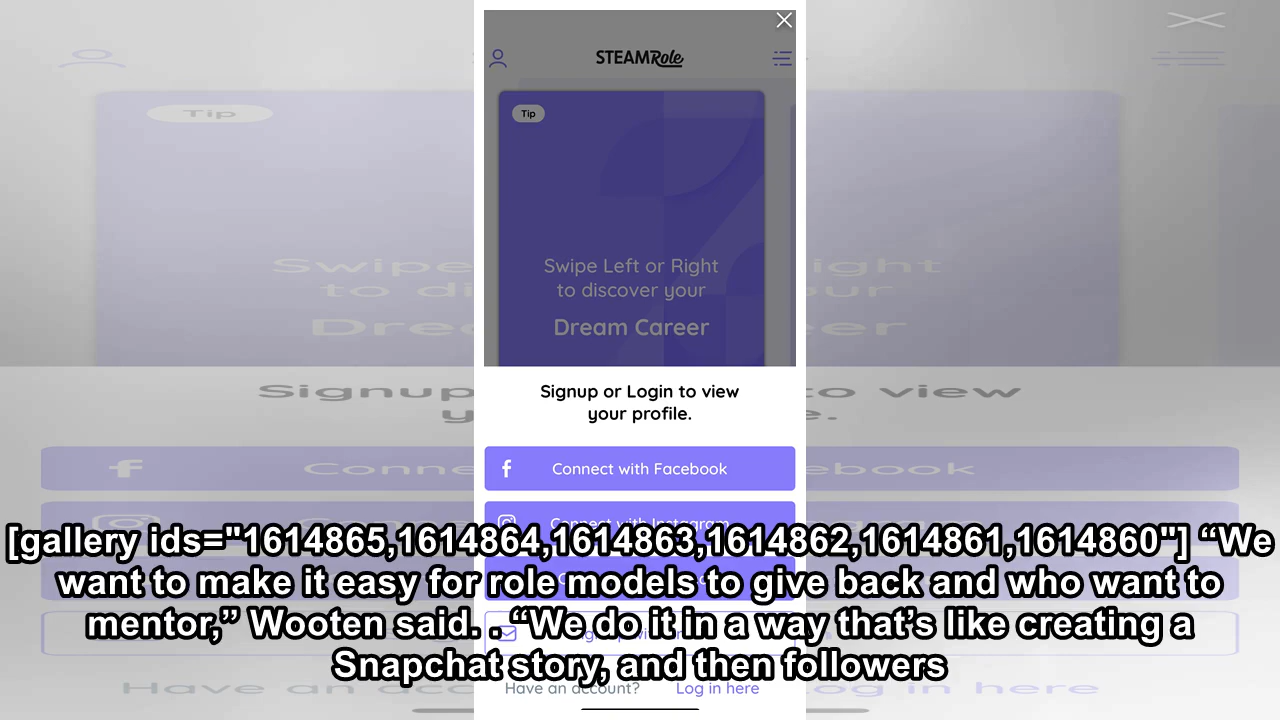 STEAMRole
Tip
Swipe Left or Right
to discover your
Dream Career
Signup or Login to view
your profile.
Connect with Facebook
Connect with Instagram
[gallery ids="1614865,1614864,1614863,1614862,1614861,1614860"] “We
want to make it easy for role models to give back and who want to
mentor,” Wooten said. . “We do it in a way that’s like creating a
Snapchat story, and then followers
Have an account? Log in here